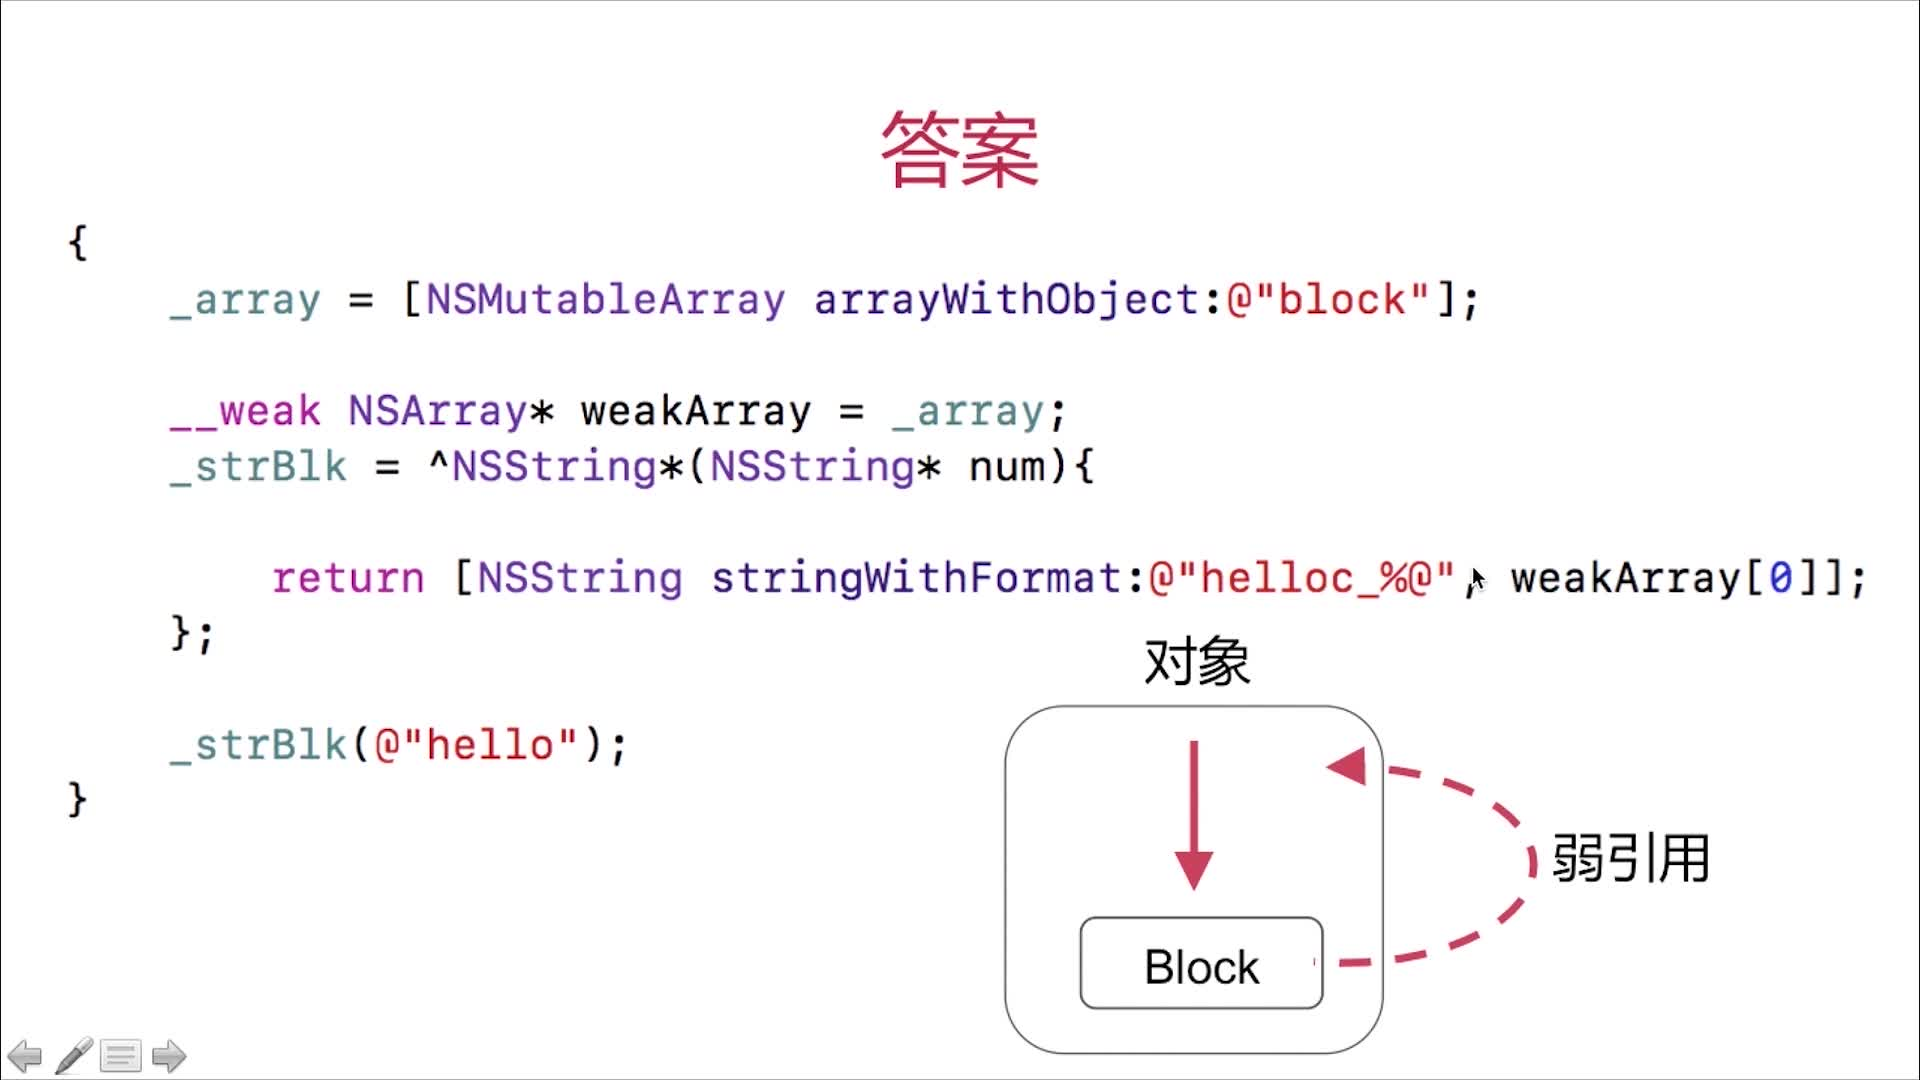 答案
{
_array = [NSMutableArray arrayWithObject:@"block"];
__weak NSArray* weakArray = _array;
_strBlk = ^NSString*(NSString* num){
return [NSString stringWithFormat:@"helloc_%@", weakArray[0]];
};
_strBlk(@"hello");
}
对象
弱引用
Block